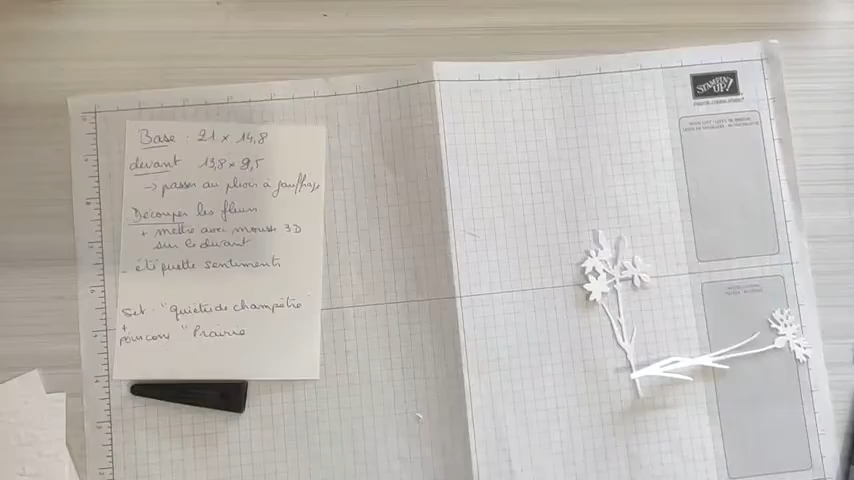 Base : 21 x 14,8
devant 13,8 x 9,5
→ passer au plioir à gaufrage
Découper les fleurs
+ mettre avec mousse 3D
sur le devant
- étiquette sentiments
Set : "Quiétude champêtre"
+
poinçons "Prairie
STAMPIN' UP!